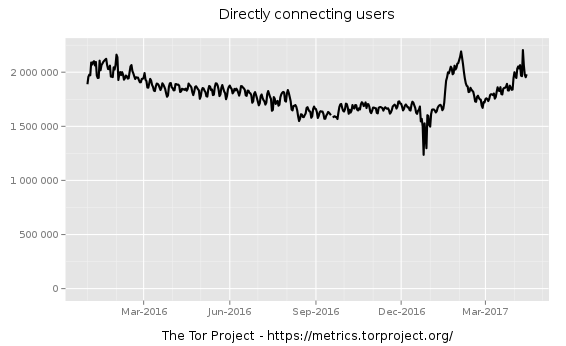 Directly connecting users
2 000 000
1 500 000
1 000 000
500 000
0
Mar-2016 Jun-2016 Sep-2016 Dec-2016 Mar-2017
The Tor Project - https://metrics.torproject.org/